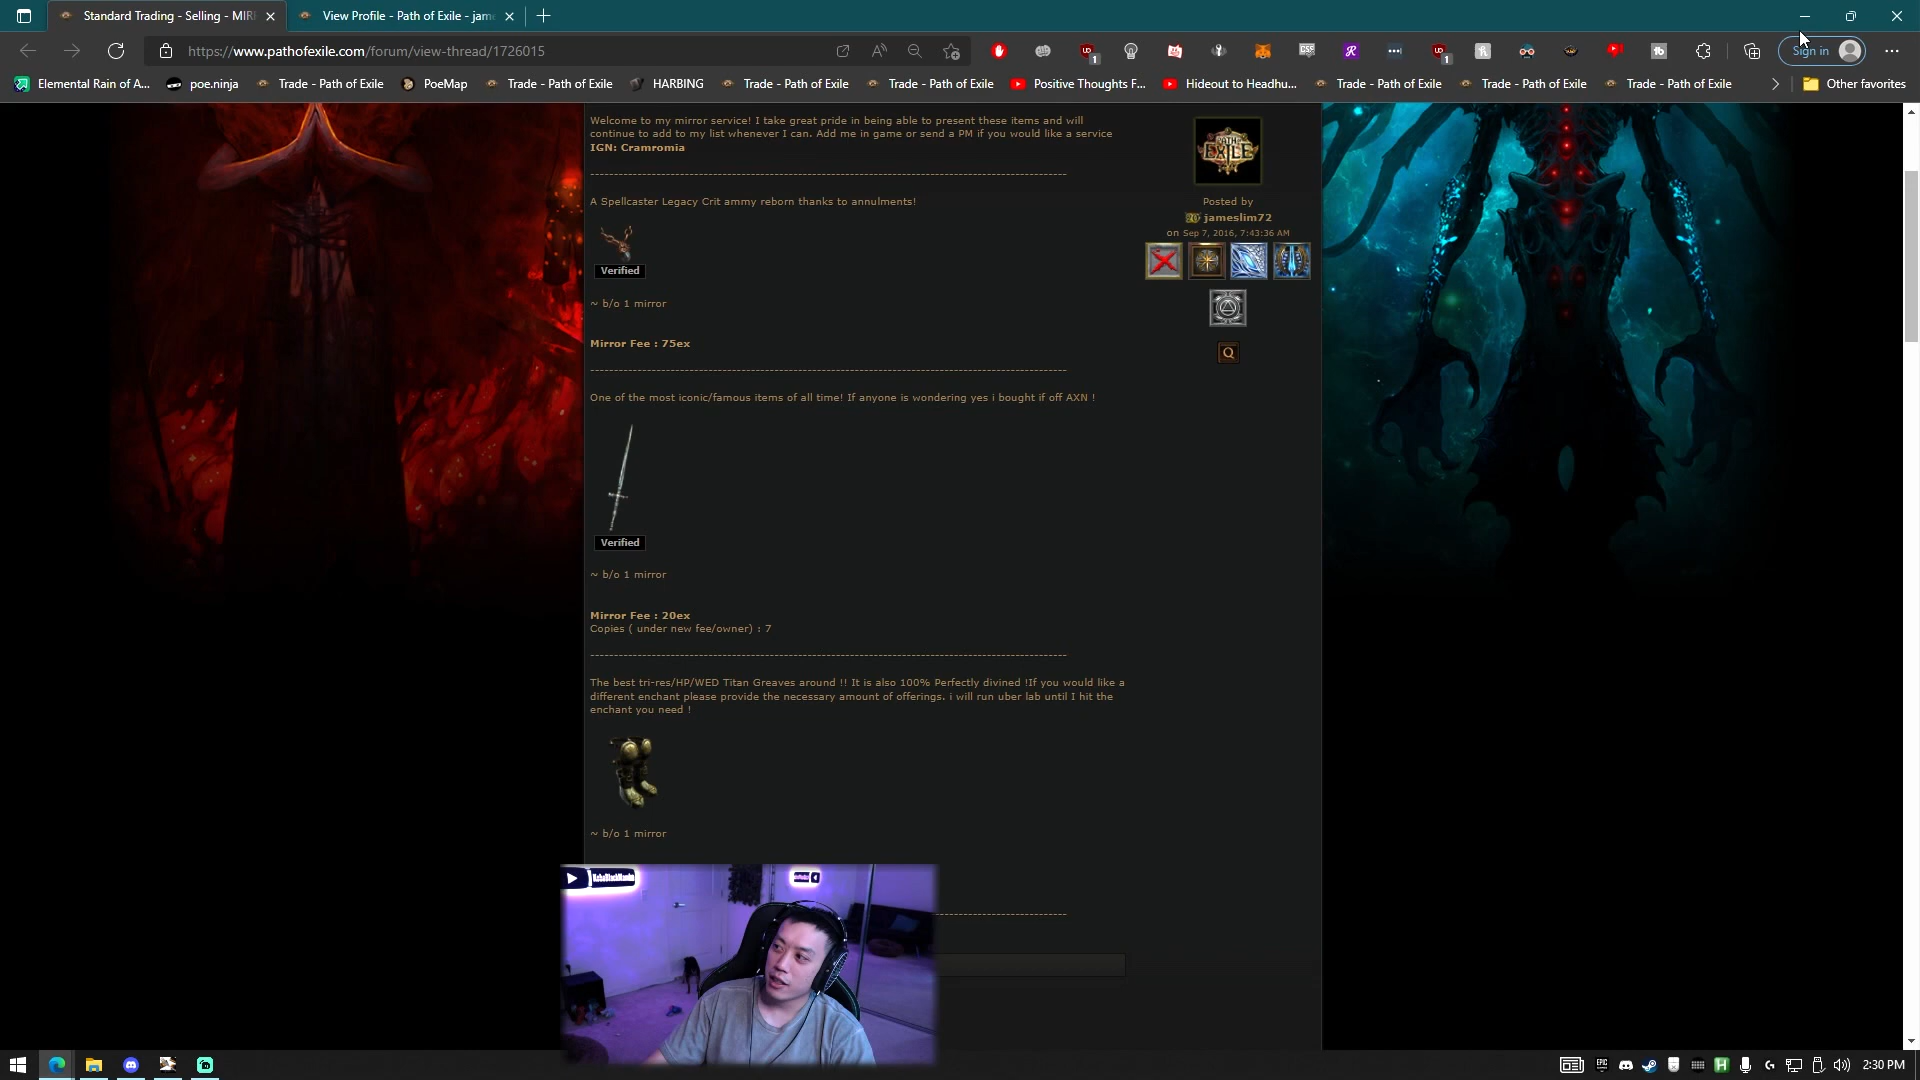 Standard Trading - Selling - MIR
View Profile - Path of Exile - jame
https://www.pathofexile.com/forum/view-thread/1726015
Sign in
Elemental Rain of A...
poe.ninja
Trade - Path of Exile
PoeMap
Trade - Path of Exile
HARBING
Trade - Path of Exile
Trade - Path of Exile
Positive Thoughts F...
Hideout to Headhu...
Trade - Path of Exile
Trade - Path of Exile
Trade - Path of Exile
Other favorites
Welcome to my mirror service! I take great pride in being able to present these items and will
continue to add to my list whenever I can. Add me in game or send a PM if you would like a service
IGN: Cramromia
PATH OF EXILE
Posted by
jameslim72
on Sep 7, 2016, 7:43:36 AM
Q
A Spellcaster Legacy Crit ammy reborn thanks to annulments!
Verified
~ b/o 1 mirror
Mirror Fee : 75ex
One of the most iconic/famous items of all time! If anyone is wondering yes i bought if off AXN !
Verified
~ b/o 1 mirror
Mirror Fee : 20ex
Copies ( under new fee/owner) : 7
The best tri-res/HP/WED Titan Greaves around !! It is also 100% Perfectly divined !If you would like a
different enchant please provide the necessary amount of offerings. i will run uber lab until I hit the
enchant you need !
~ b/o 1 mirror
2:30 PM